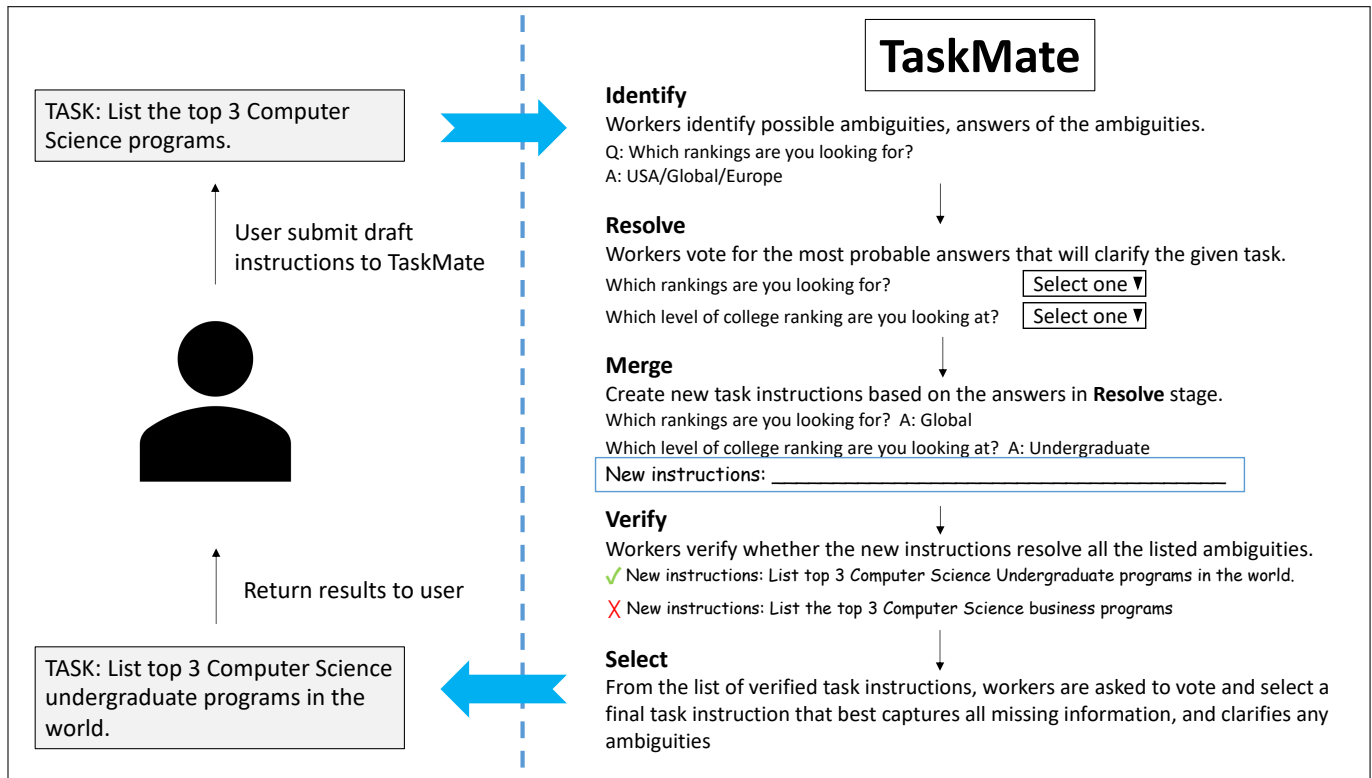 TaskMate
TASK: List the top 3 Computer
Science programs.
User submit draft
instructions to TaskMate
Return results to user
TASK: List top 3 Computer Science
undergraduate programs in the
world.
Identify
Workers identify possible ambiguities, answers of the ambiguities.
Q: Which rankings are you looking for?
A: USA/Global/Europe
Resolve
Workers vote for the most probable answers that will clarify the given task.
Which rankings are you looking for? Select one
Which level of college ranking are you looking at? Select one
Merge
Create new task instructions based on the answers in Resolve stage.
Which rankings are you looking for? A: Global
Which level of college ranking are you looking at? A: Undergraduate
New instructions: ____________________________________
Verify
Workers verify whether the new instructions resolve all the listed ambiguities.
✓ New instructions: List top 3 Computer Science Undergraduate programs in the world.
╳ New instructions: List the top 3 Computer Science business programs
Select
From the list of verified task instructions, workers are asked to vote and select a
final task instruction that best captures all missing information, and clarifies any
ambiguities